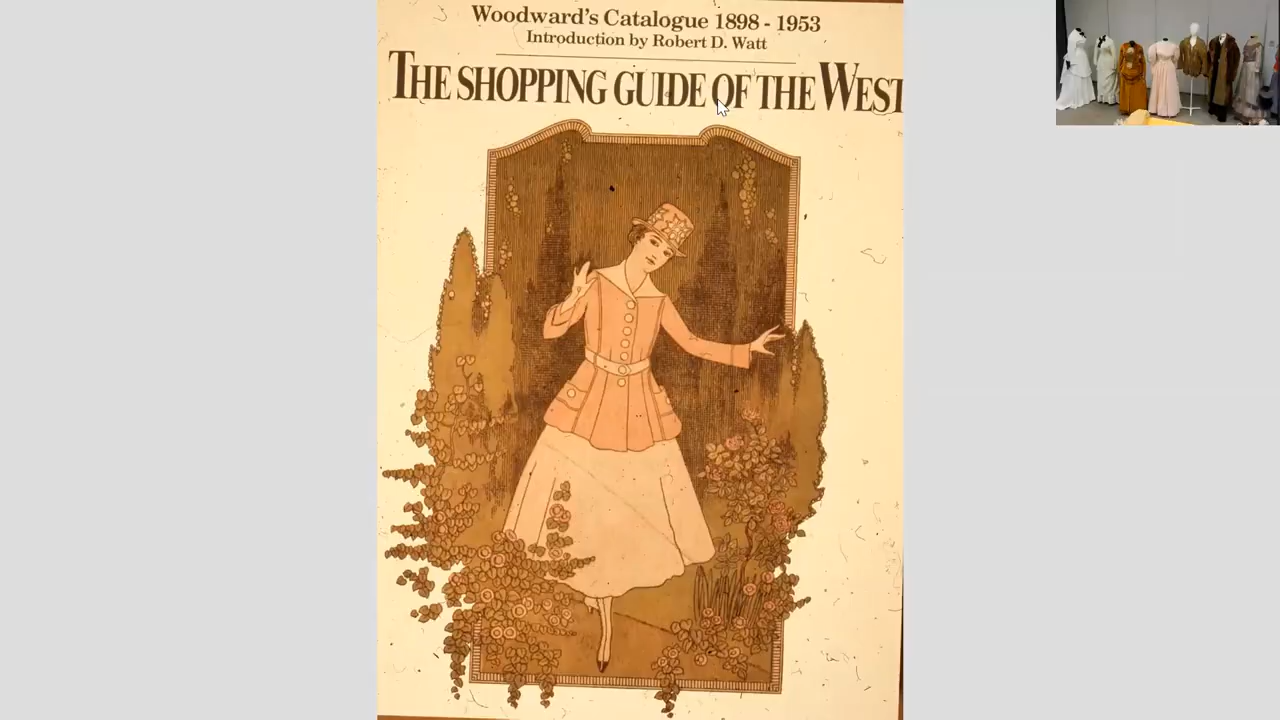 Woodward's Catalogue 1898 - 1953
Introduction by Robert D. Watt
THE SHOPPING GUIDE OF THE WEST